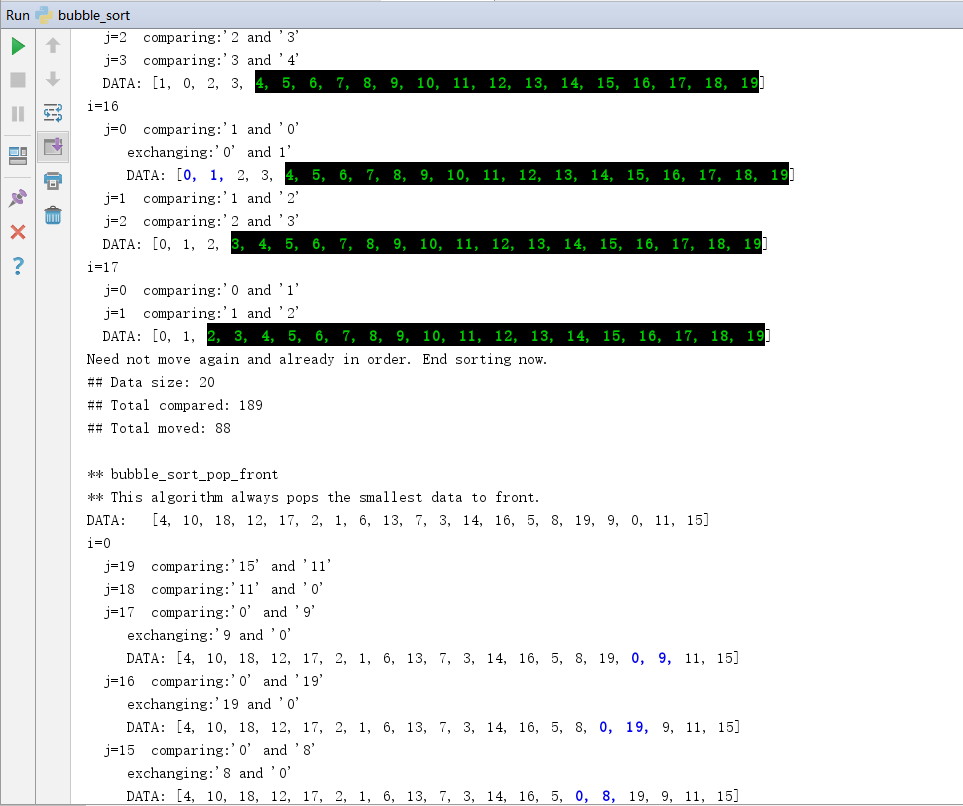 Run bubble_sort
j=2 comparing:'2 and '3'
j=3 comparing:'3 and '4'
DATA: [1, 0, 2, 3, 4, 5, 6, 7, 8, 9, 10, 11, 12, 13, 14, 15, 16, 17, 18, 19]
i=16
j=0 comparing:'1 and '0'
exchanging:'0' and 1'
DATA: [0, 1, 2, 3, 4, 5, 6, 7, 8, 9, 10, 11, 12, 13, 14, 15, 16, 17, 18, 19]
j=1 comparing:'1 and '2'
j=2 comparing:'2 and '3'
DATA: [0, 1, 2, 3, 4, 5, 6, 7, 8, 9, 10, 11, 12, 13, 14, 15, 16, 17, 18, 19]
i=17
j=0 comparing:'0 and '1'
j=1 comparing:'1 and '2'
DATA: [0, 1, 2, 3, 4, 5, 6, 7, 8, 9, 10, 11, 12, 13, 14, 15, 16, 17, 18, 19]
Need not move again and already in order. End sorting now.
## Data size: 20
## Total compared: 189
## Total moved: 88
** bubble_sort_pop_front
** This algorithm always pops the smallest data to front.
DATA: [4, 10, 18, 12, 17, 2, 1, 6, 13, 7, 3, 14, 16, 5, 8, 19, 9, 0, 11, 15]
i=0
j=19 comparing:'15' and '11'
j=18 comparing:'11' and '0'
j=17 comparing:'0' and '9'
exchanging:'9 and '0'
DATA: [4, 10, 18, 12, 17, 2, 1, 6, 13, 7, 3, 14, 16, 5, 8, 19, 0, 9, 11, 15]
j=16 comparing:'0' and '19'
exchanging:'19 and '0'
DATA: [4, 10, 18, 12, 17, 2, 1, 6, 13, 7, 3, 14, 16, 5, 8, 0, 19, 9, 11, 15]
j=15 comparing:'0' and '8'
exchanging:'8 and '0'
DATA: [4, 10, 18, 12, 17, 2, 1, 6, 13, 7, 3, 14, 16, 5, 0, 8, 19, 9, 11, 15]